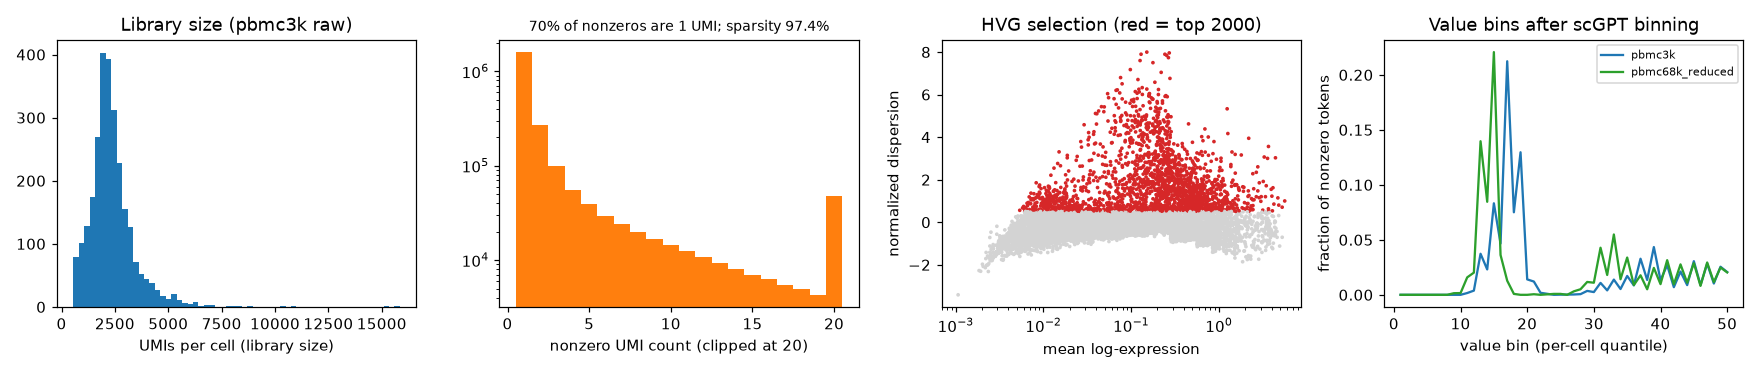 Library size (pbmc3k raw)
400
300
200
100
0
0 2500 5000 7500 10000 12500 15000
UMIs per cell (library size)
70% of nonzeros are 1 UMI; sparsity 97.4%
10^6
10^5
10^4
0 5 10 15 20
nonzero UMI count (clipped at 20)
HVG selection (red = top 2000)
normalized dispersion
8
6
4
2
0
−2
10^−3 10^−2 10^−1 10^0
mean log-expression
Value bins after scGPT binning
pbmc3k
pbmc68k_reduced
fraction of nonzero tokens
0.20
0.15
0.10
0.05
0.00
0 10 20 30 40 50
value bin (per-cell quantile)